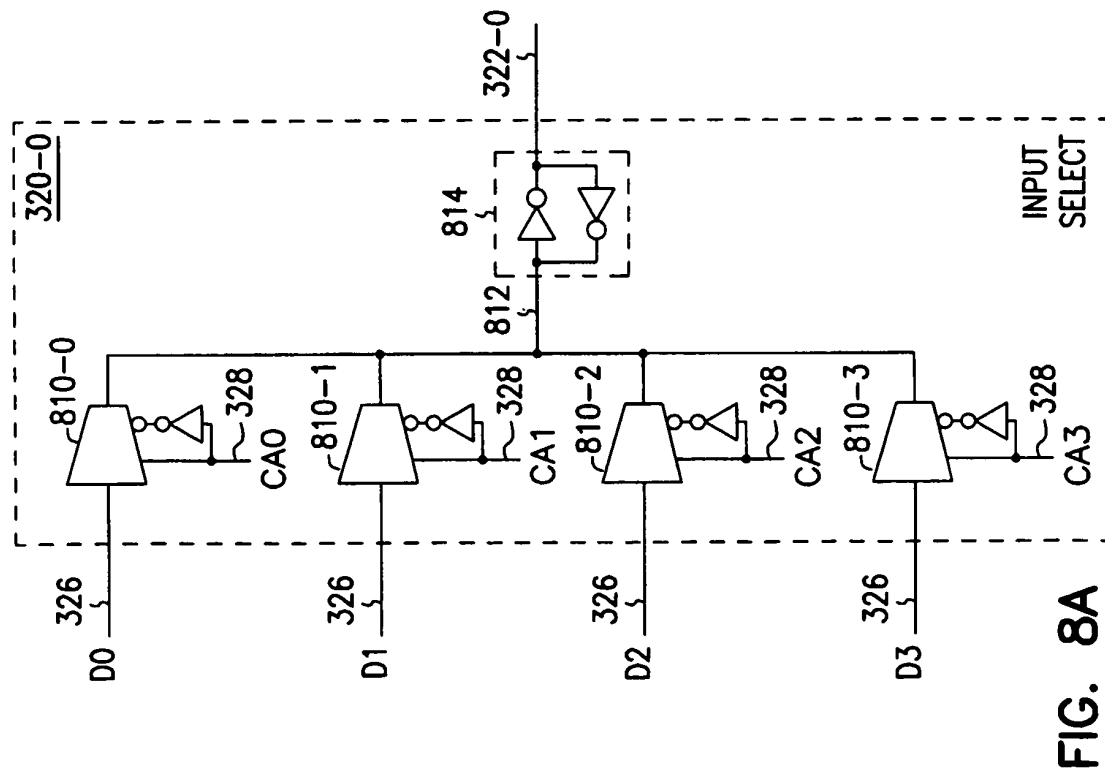 320-0
810-0
D0
326
328
CA0
810-1
D1
326
328
CA1
812
814
322-0
810-2
D2
326
328
CA2
810-3
D3
326
328
CA3
INPUT
SELECT
FIG. 8A